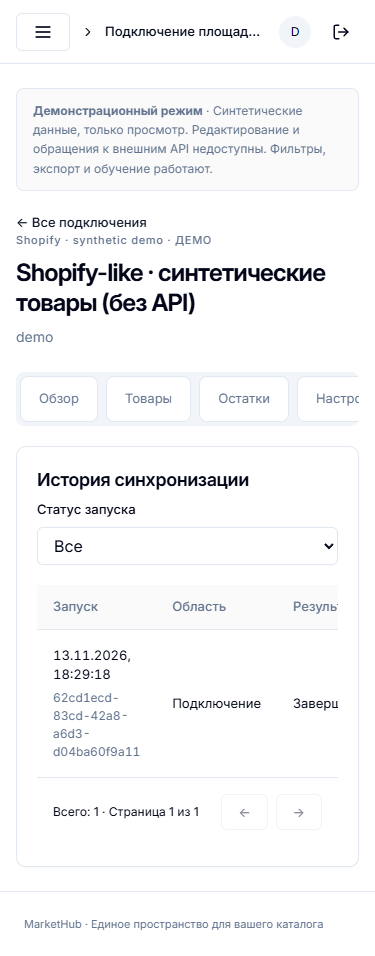 Подключение площад...
D
Демонстрационный режим · Синтетические
данные, только просмотр. Редактирование и
обращения к внешним API недоступны. Фильтры,
экспорт и обучение работают.
← Все подключения
Shopify · synthetic demo · ДЕМО
Shopify-like · синтетические
товары (без API)
demo
Обзор
Товары
Остатки
Настро
История синхронизации
Статус запуска
Все
Запуск
Область
Резуль
13.11.2026,
18:29:18
62cd1ecd-
83cd-42a8-
a6d3-
d04ba60f9a11
Подключение
Заверш
Всего: 1 · Страница 1 из 1
←
→
MarketHub · Единое пространство для вашего каталога